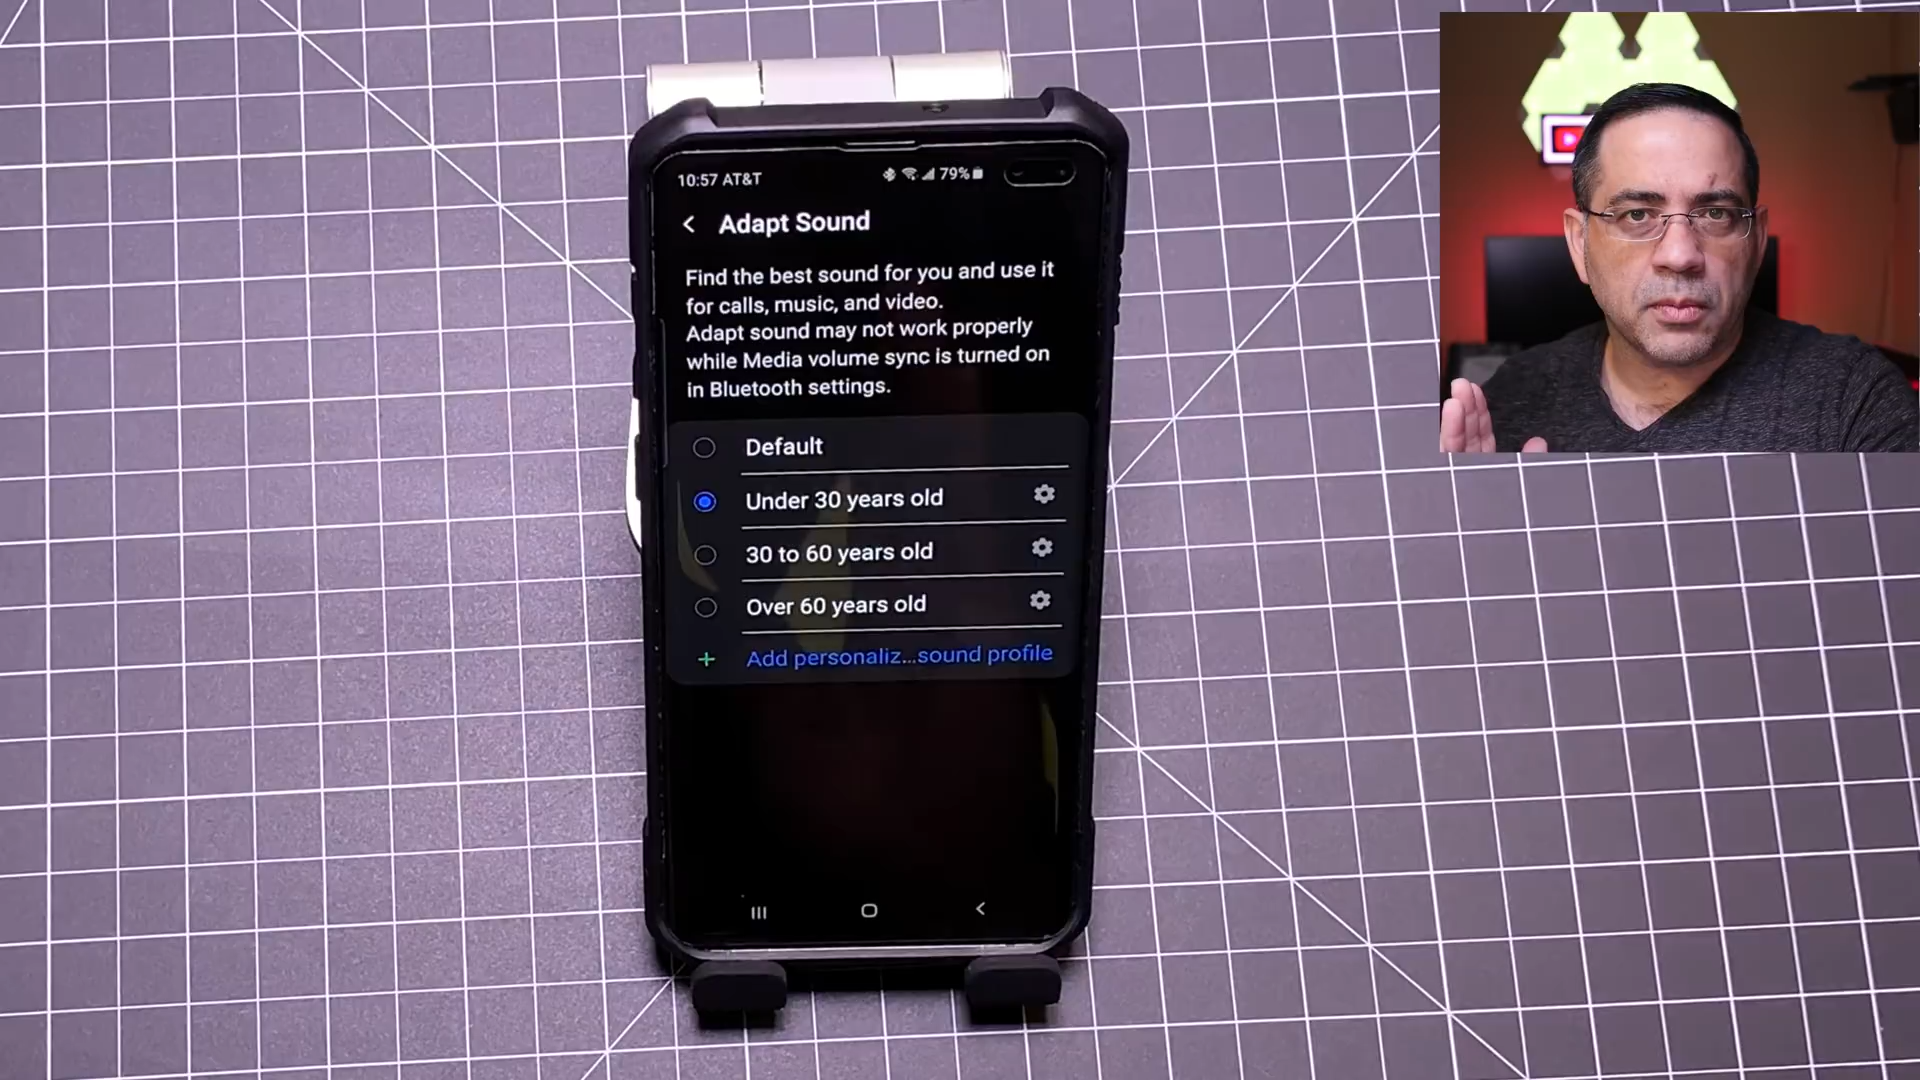 10:57 AT&T
79%
Adapt Sound
Find the best sound for you and use it
for calls, music, and video.
Adapt sound may not work properly
while Media volume sync is turned on
in Bluetooth settings.
Default
Under 30 years old
30 to 60 years old
Over 60 years old
Add personaliz...sound profile